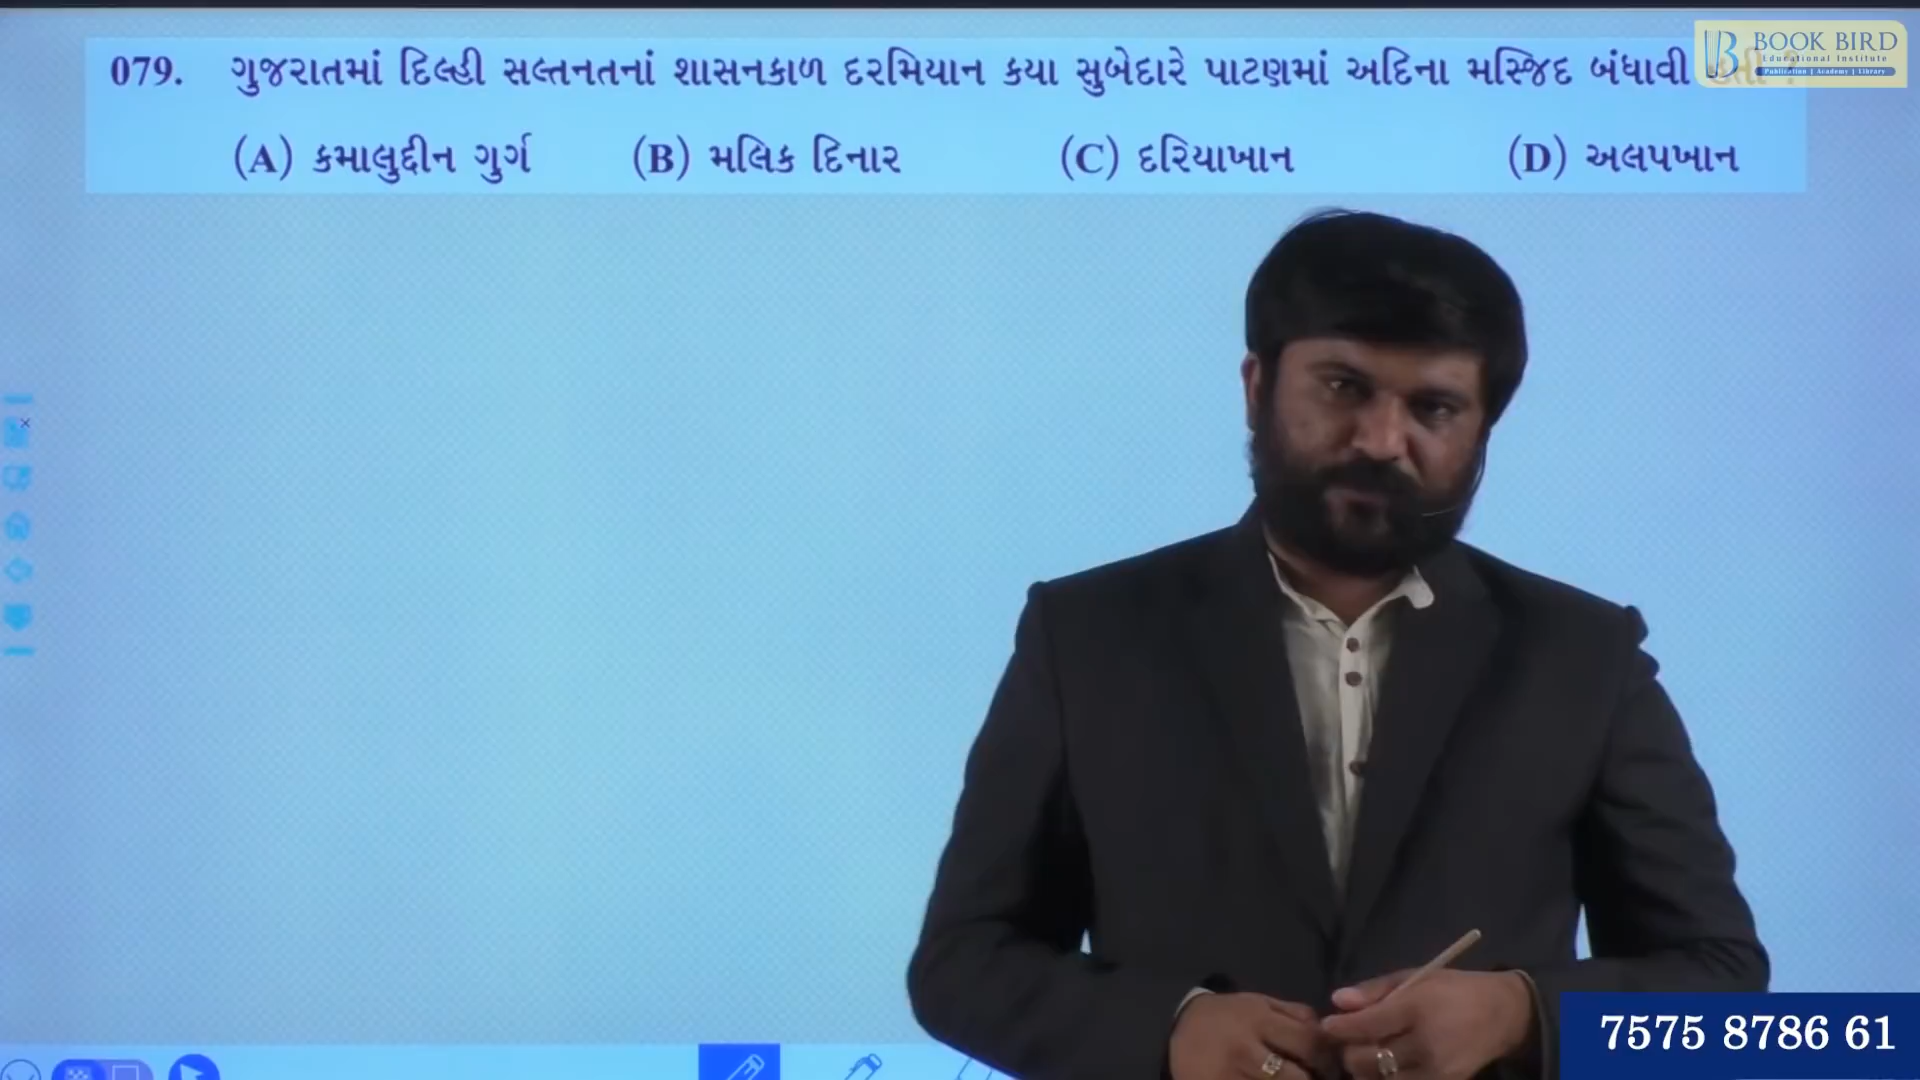 079. ગુજરાતમાં દિલ્હી સલ્તનતનાં શાસનકાળ દરમિયાન કયા સુબેદારે પાટણમાં અદિના મસ્જિદ બંધાવી
(A) કમાલુદ્દીન ગુર્ગ (B) મલિક દિનાર (C) દરિયાખાન (D) અલપખાન
BOOK BIRD
Educational Institute
Publication | Academy | Library
7575 8786 61